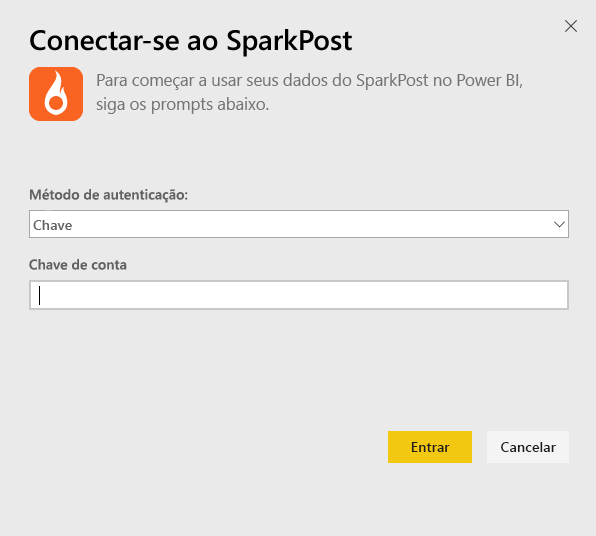 Conectar-se ao SparkPost
Para começar a usar seus dados do SparkPost no Power BI,
siga os prompts abaixo.
Método de autenticação:
Chave
Chave de conta
Entrar
Cancelar